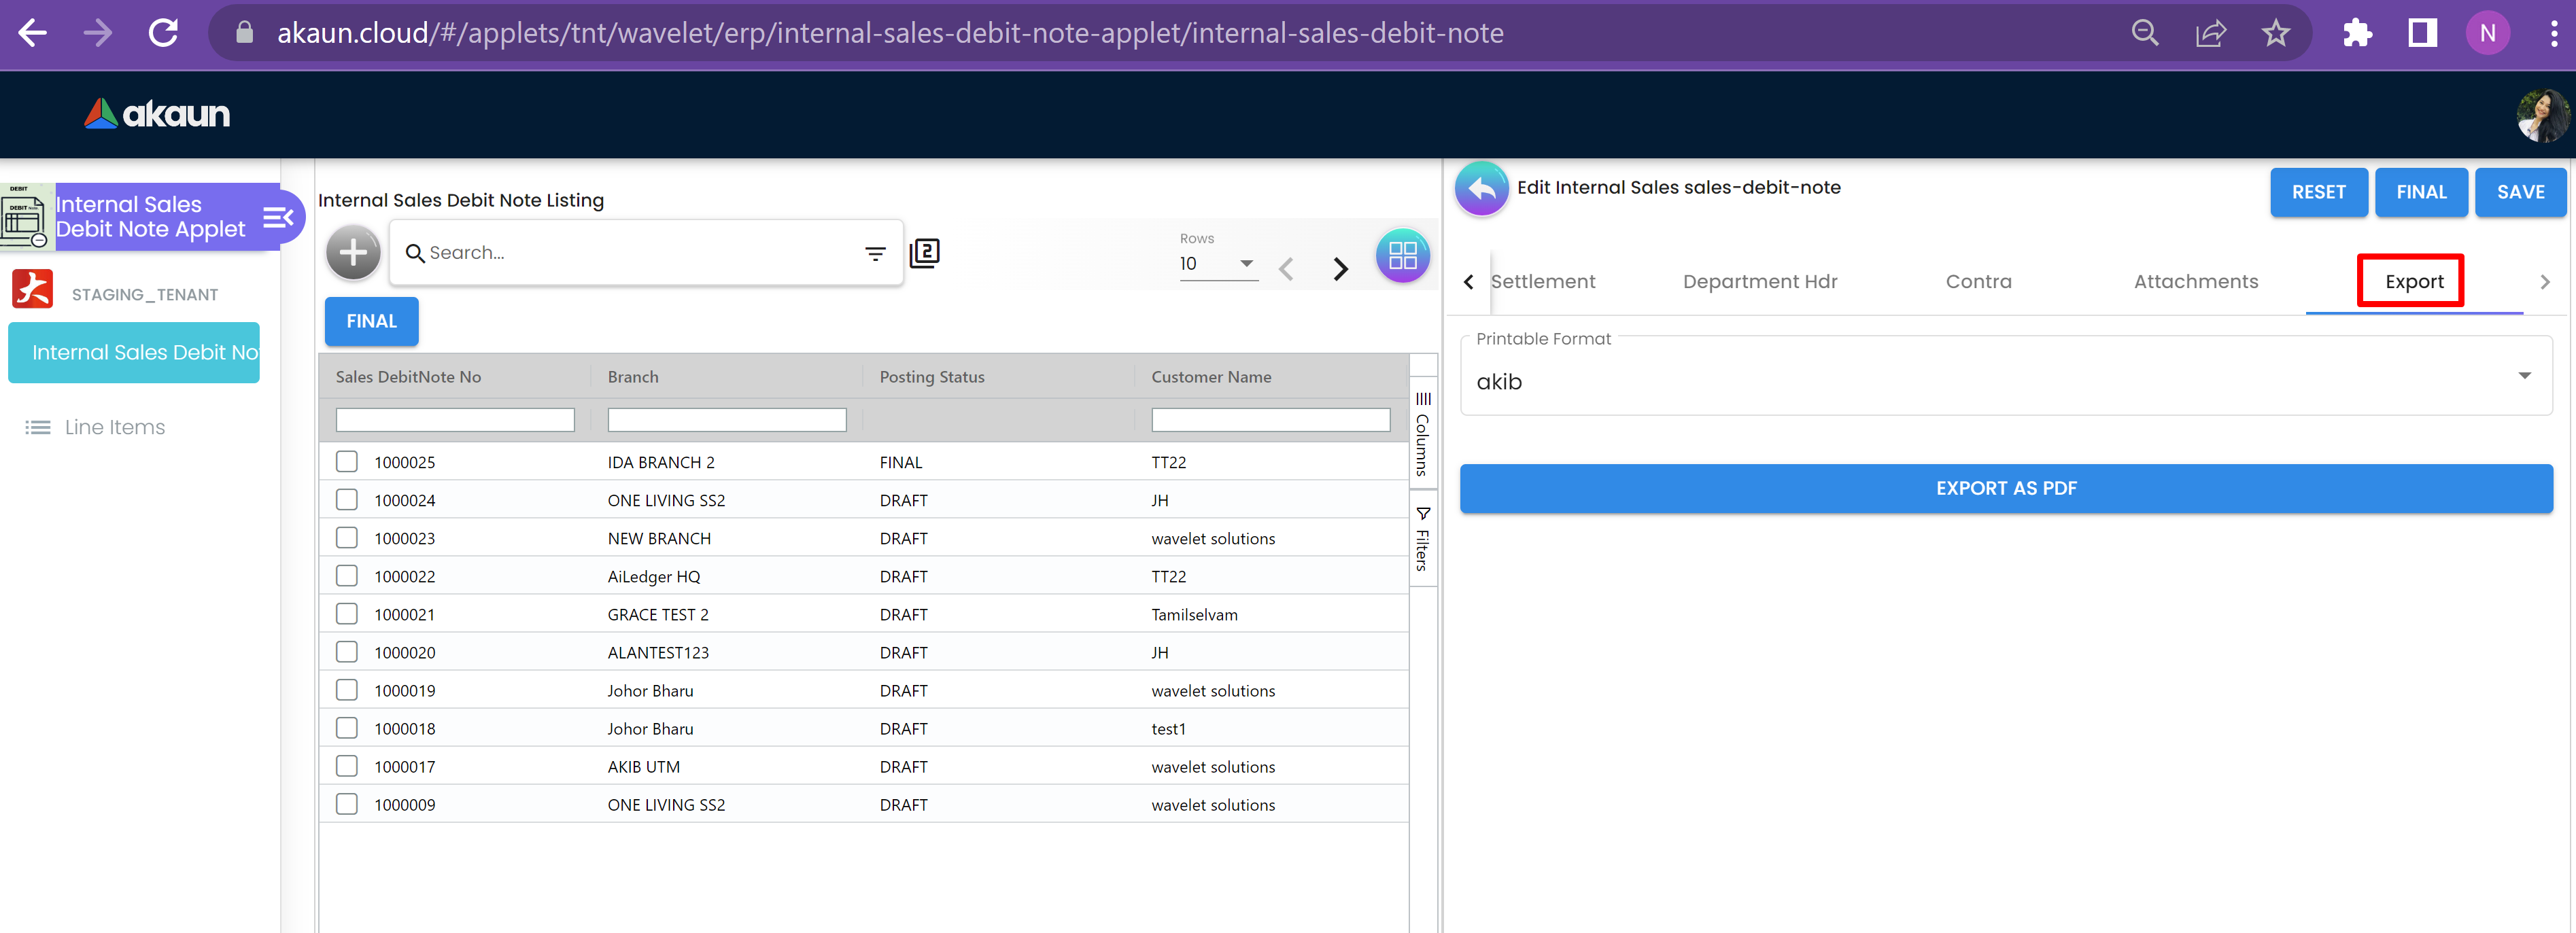 akaun.cloud/#/applets/tnt/wavelet/erp/internal-sales-debit-note-applet/internal-sales-debit-note
N
akaun
DEBIT
DEBIT Note
Internal Sales
Debit Note Applet
STAGING_TENANT
Internal Sales Debit No
Line Items
Internal Sales Debit Note Listing
Search...
2
Rows
10
FINAL
Sales DebitNote No Branch Posting Status Customer Name
1000025 IDA BRANCH 2 FINAL TT22
1000024 ONE LIVING SS2 DRAFT JH
1000023 NEW BRANCH DRAFT wavelet solutions
1000022 AiLedger HQ DRAFT TT22
1000021 GRACE TEST 2 DRAFT Tamilselvam
1000020 ALANTEST123 DRAFT JH
1000019 Johor Bharu DRAFT wavelet solutions
1000018 Johor Bharu DRAFT test1
1000017 AKIB UTM DRAFT wavelet solutions
1000009 ONE LIVING SS2 DRAFT wavelet solutions
Columns
Filters
Edit Internal Sales sales-debit-note
RESET FINAL SAVE
Settlement Department Hdr Contra Attachments Export
Printable Format
akib
EXPORT AS PDF